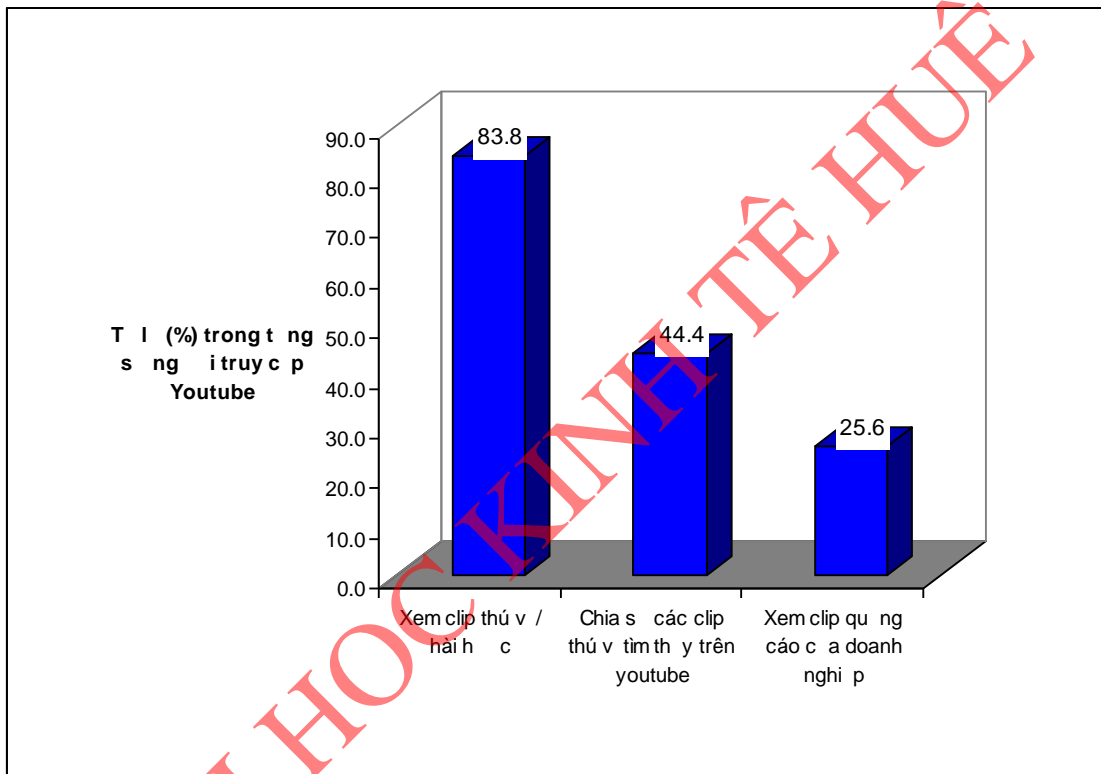 90.0
80.0
70.0
60.0
50.0
40.0
30.0
20.0
10.0
0.0
83.8
44.4
25.6
T l (%) trong t ng
s ng i truy c p
Youtube
Xem clip thú v /
hài h c
Chia s các clip
thú v tìm th y trên
youtube
Xem clip qu ng
cáo c a doanh
nghi p
HỌC KINH TẾ HUẾ